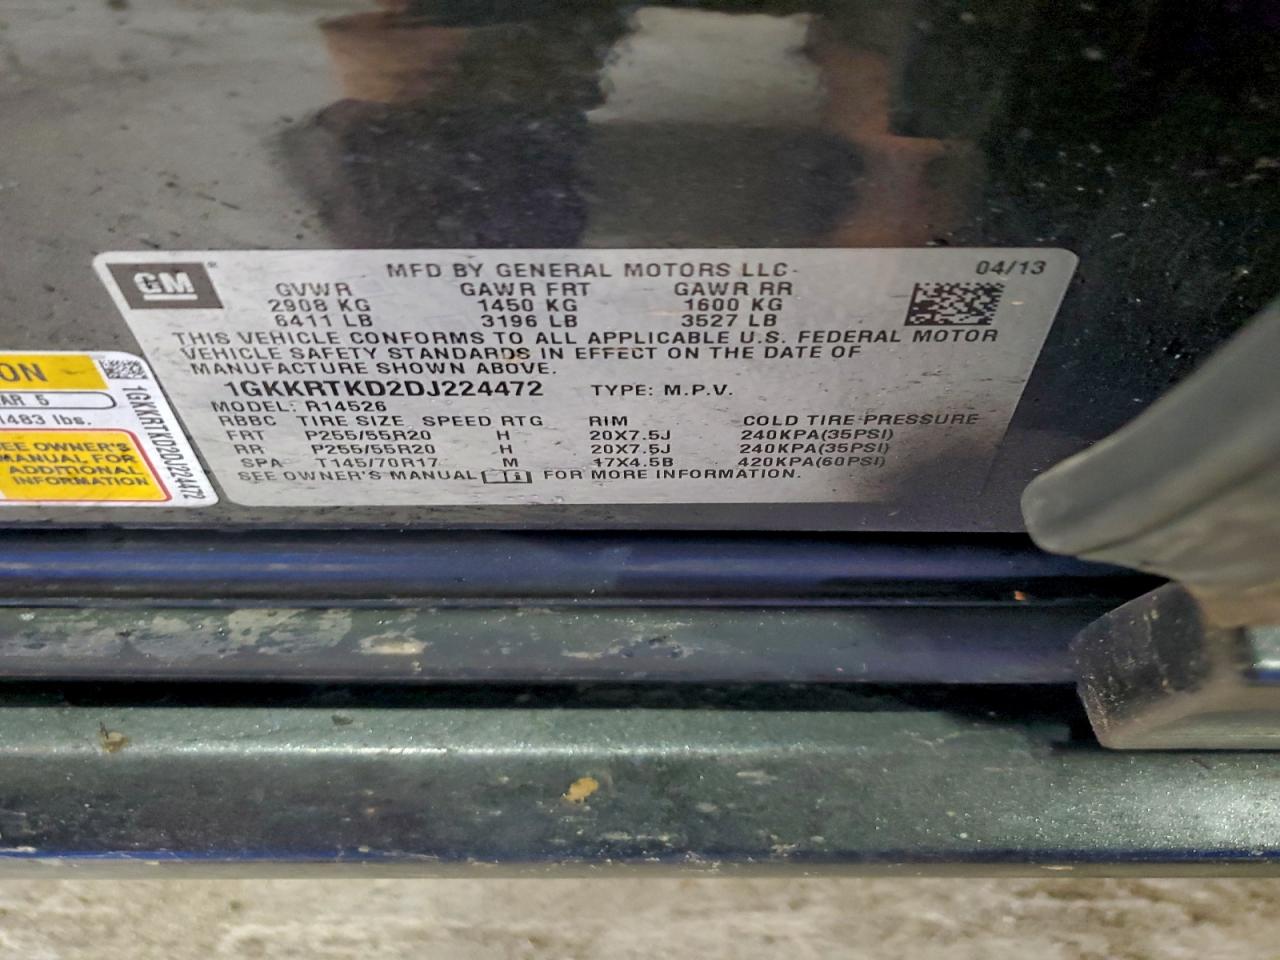 GM
MFD BY GENERAL MOTORS LLC
04/13
GVWR GAWR FRT GAWR RR
2908 KG 1450 KG 1600 KG
6411 LB 3196 LB 3527 LB
THIS VEHICLE CONFORMS TO ALL APPLICABLE U.S. FEDERAL MOTOR
VEHICLE SAFETY STANDARDS IN EFFECT ON THE DATE OF
MANUFACTURE SHOWN ABOVE.
1GKKRTKD2DJ224472 TYPE: M.P.V.
MODEL: R14526
RBBC TIRE SIZE SPEED RTG RIM COLD TIRE PRESSURE
FRT P255/55R20 H 20X7.5J 240KPA(35PSI)
RR P255/55R20 H 20X7.5J 240KPA(35PSI)
SPA T145/70R17 M 17X4.5B 420KPA(60PSI)
SEE OWNER'S MANUAL FOR MORE INFORMATION.
ON
AR 5
1483 lbs.
SEE OWNER'S
MANUAL FOR
ADDITIONAL
INFORMATION
1GKKRTKD2DJ224472